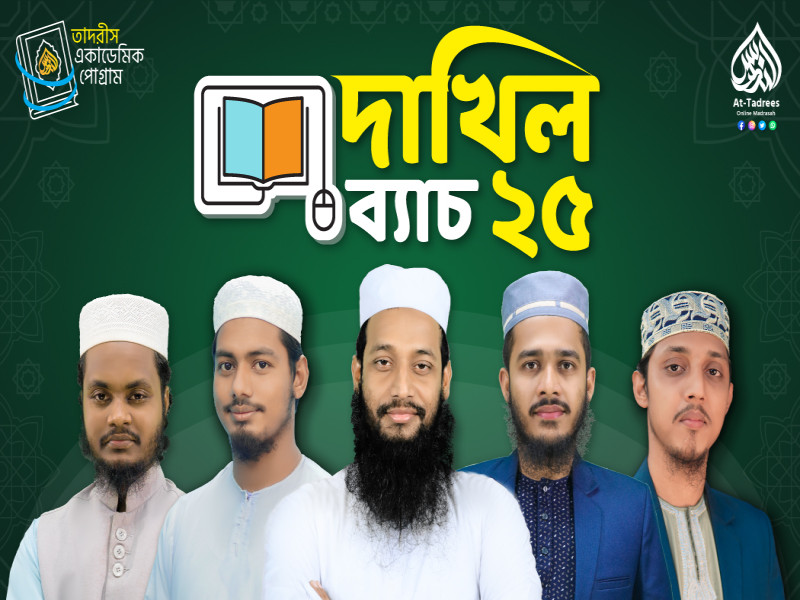 তাদরীস
একাডেমিক
পোগ্রাম
At-Tadrees
Online Madrasah
দাখিল
ব্যাচ ২৫